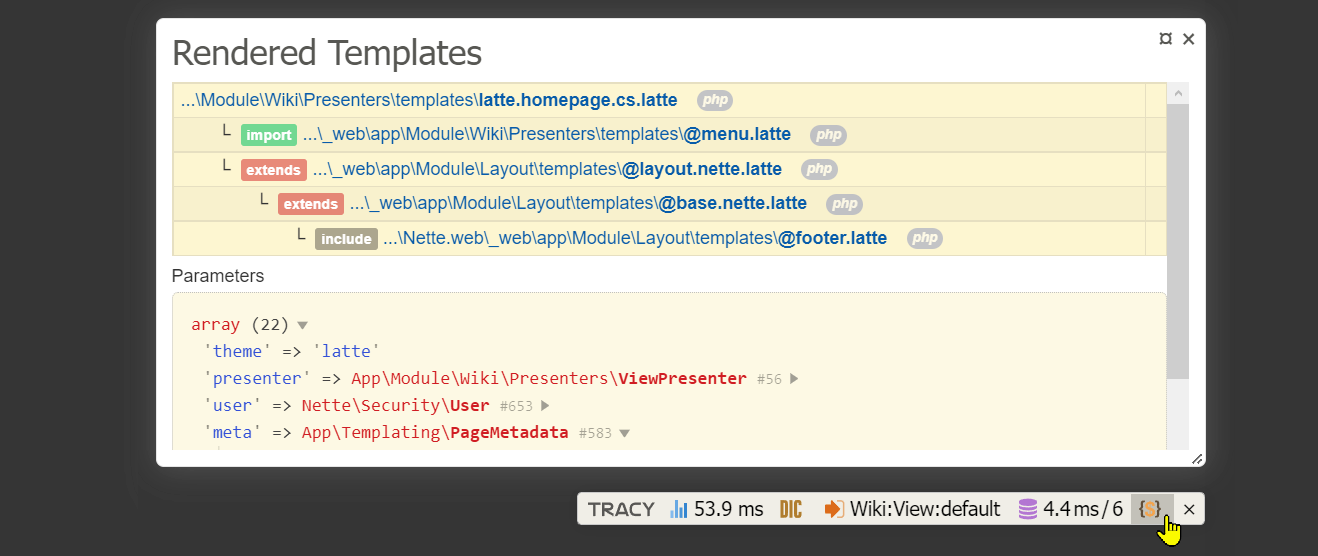 Rendered Templates
...\Module\Wiki\Presenters\templates\latte.homepage.cs.latte php
import ...\_web\app\Module\Wiki\Presenters\templates\@menu.latte php
extends ...\_web\app\Module\Layout\templates\@layout.nette.latte php
extends ...\_web\app\Module\Layout\templates\@base.nette.latte php
include ...\Nette.web\_web\app\Module\Layout\templates\@footer.latte php
Parameters
array (22)
'theme' => 'latte'
'presenter' => App\Module\Wiki\Presenters\ViewPresenter #56
'user' => Nette\Security\User #653
'meta' => App\Templating\PageMetadata #583
TRACY 53.9 ms DIC Wiki:View:default 4.4 ms / 6 {$}